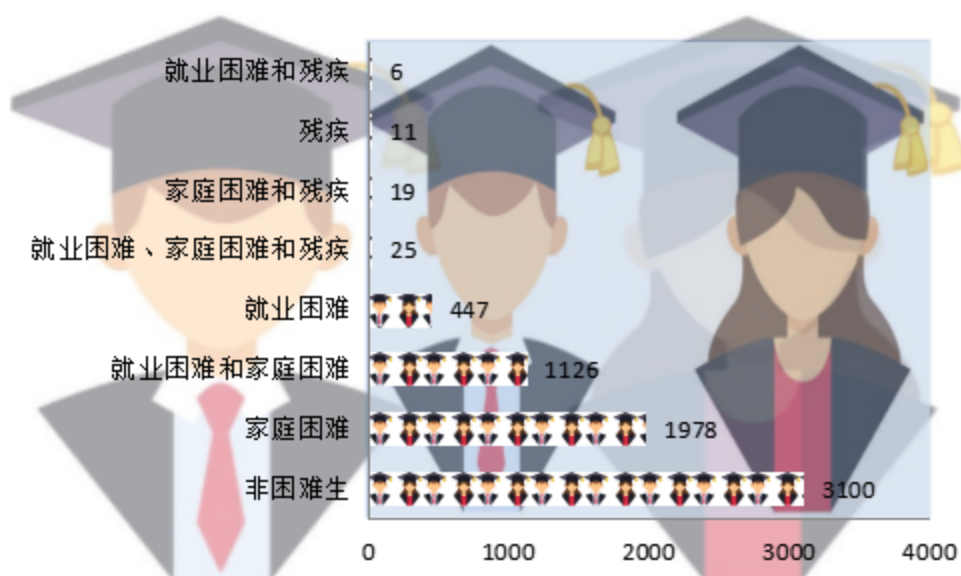 就业困难和残疾 6
残疾 11
家庭困难和残疾 19
就业困难、家庭困难和残疾 25
就业困难 447
就业困难和家庭困难 1126
家庭困难 1978
非困难生 3100
0 1000 2000 3000 4000